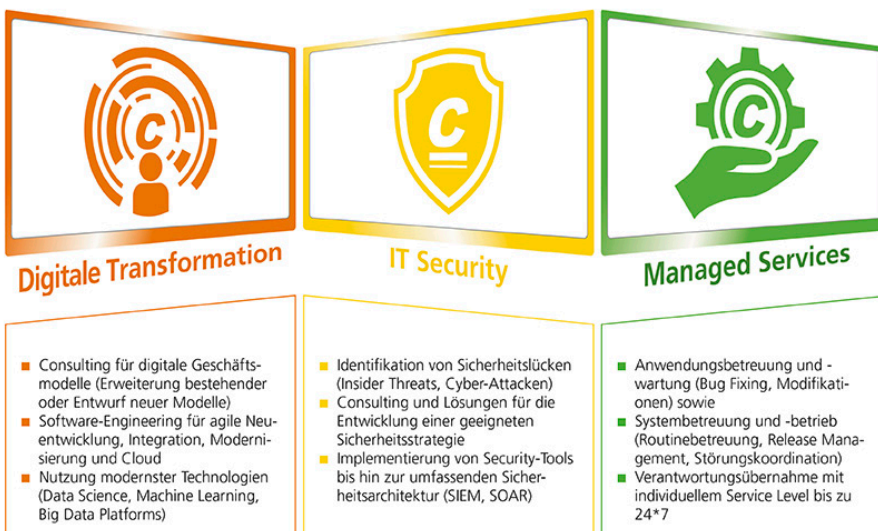 C
C
C
Digitale Transformation
IT Security
Managed Services
Consulting für digitale Geschäfts-
modelle (Erweiterung bestehender
oder Entwurf neuer Modelle)
Software-Engineering für agile Neu-
entwicklung, Integration, Moderni-
sierung und Cloud
Nutzung modernster Technologien
(Data Science, Machine Learning,
Big Data Platforms)
Identifikation von Sicherheitslücken
(Insider Threats, Cyber-Attacken)
Consulting und Lösungen für die
Entwicklung einer geeigneten
Sicherheitsstrategie
Implementierung von Security-Tools
bis hin zur umfassenden Sicher-
heitsarchitektur (SIEM, SOAR)
Anwendungsbetreuung und -
wartung (Bug Fixing, Modifikati-
onen) sowie
Systembetreuung und -betrieb
(Routinebetreuung, Release Mana-
gement, Störungskoordination)
Verantwortungsübernahme mit
individuellem Service Level bis zu
24*7